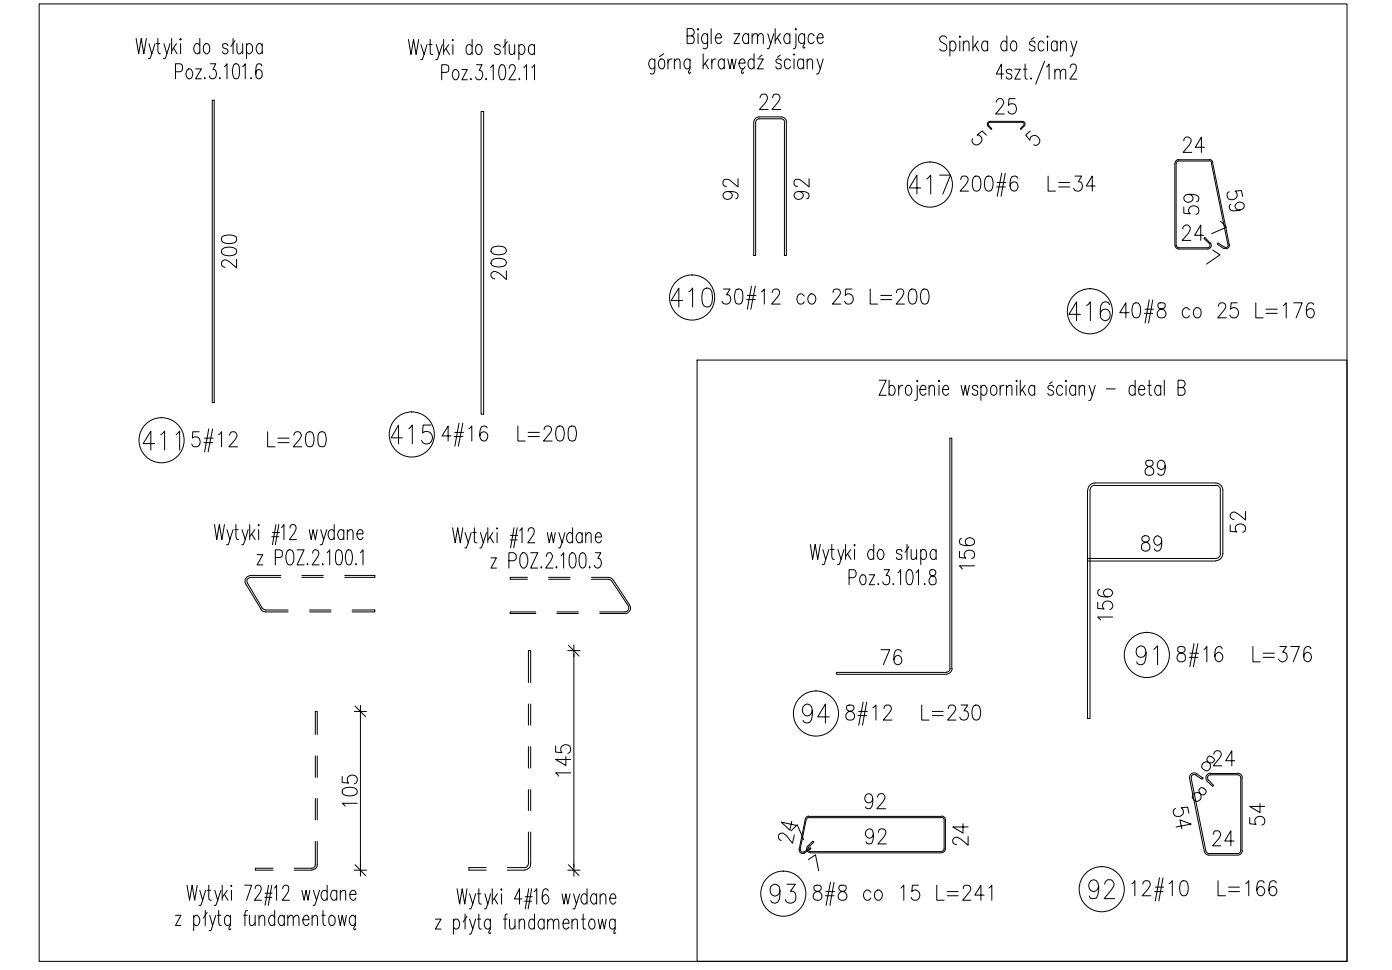 Wytyki do słupa
Poz.3.101.6
200
411 5#12 L=200
Wytyki do słupa
Poz.3.102.11
200
415 4#16 L=200
Bigle zamykające
górną krawędź ściany
22
92
92
410 30#12 co 25 L=200
Spinka do ściany
4szt./1m2
25
5
5
417 200#6 L=34
24
59
59
24
7
7
416 40#8 co 25 L=176
Wytyki #12 wydane
z POZ.2.100.1
Wytyki #12 wydane
z POZ.2.100.3
105
Wytyki 72#12 wydane
z płytą fundamentową
145
Wytyki 4#16 wydane
z płytą fundamentową
Zbrojenie wspornika ściany – detal B
Wytyki do słupa
Poz.3.101.8
156
76
94 8#12 L=230
89
52
89
156
91 8#16 L=376
92
24
92
24
7
7
93 8#8 co 15 L=241
8
24
8
54
54
24
92 12#10 L=166